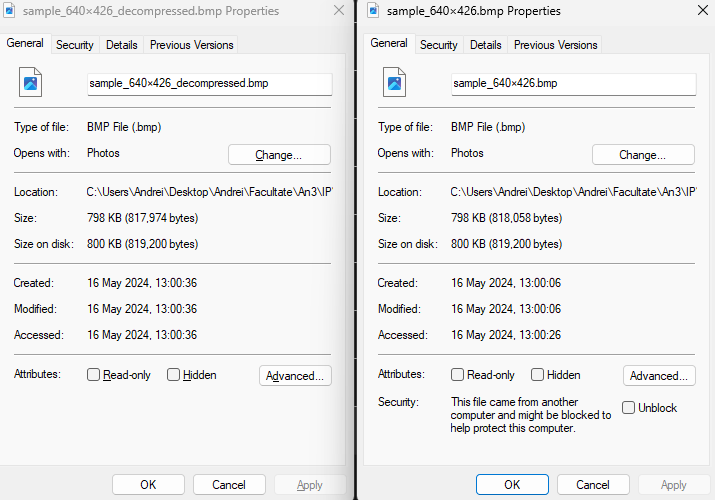 sample_640×426_decompressed.bmp Properties
General Security Details Previous Versions
sample_640×426_decompressed.bmp
Type of file: BMP File (.bmp)
Opens with: Photos Change...
Location: C:\Users\Andrei\Desktop\Andrei\Facultate\An3\IP\
Size: 798 KB (817,974 bytes)
Size on disk: 800 KB (819,200 bytes)
Created: 16 May 2024, 13:00:36
Modified: 16 May 2024, 13:00:36
Accessed: 16 May 2024, 13:00:36
Attributes: Read-only Hidden Advanced...
OK Cancel Apply
sample_640×426.bmp Properties
General Security Details Previous Versions
sample_640×426.bmp
Type of file: BMP File (.bmp)
Opens with: Photos Change...
Location: C:\Users\Andrei\Desktop\Andrei\Facultate\An3\IP\
Size: 798 KB (818,058 bytes)
Size on disk: 800 KB (819,200 bytes)
Created: 16 May 2024, 13:00:06
Modified: 16 May 2024, 13:00:06
Accessed: 16 May 2024, 13:00:26
Attributes: Read-only Hidden Advanced...
Security: This file came from another
computer and might be blocked to
help protect this computer.
Unblock
OK Cancel Apply